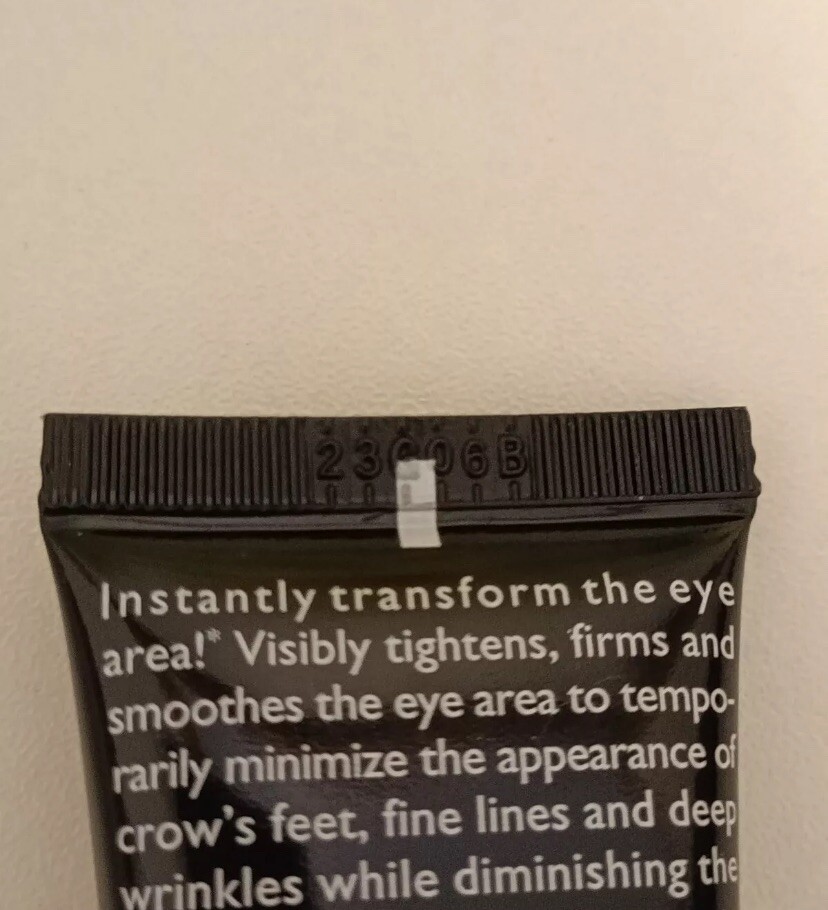 23C06B
Instantly transform the eye
area!* Visibly tightens, firms and
smoothes the eye area to tempo-
rarily minimize the appearance of
crow's feet, fine lines and deep
wrinkles while diminishing the